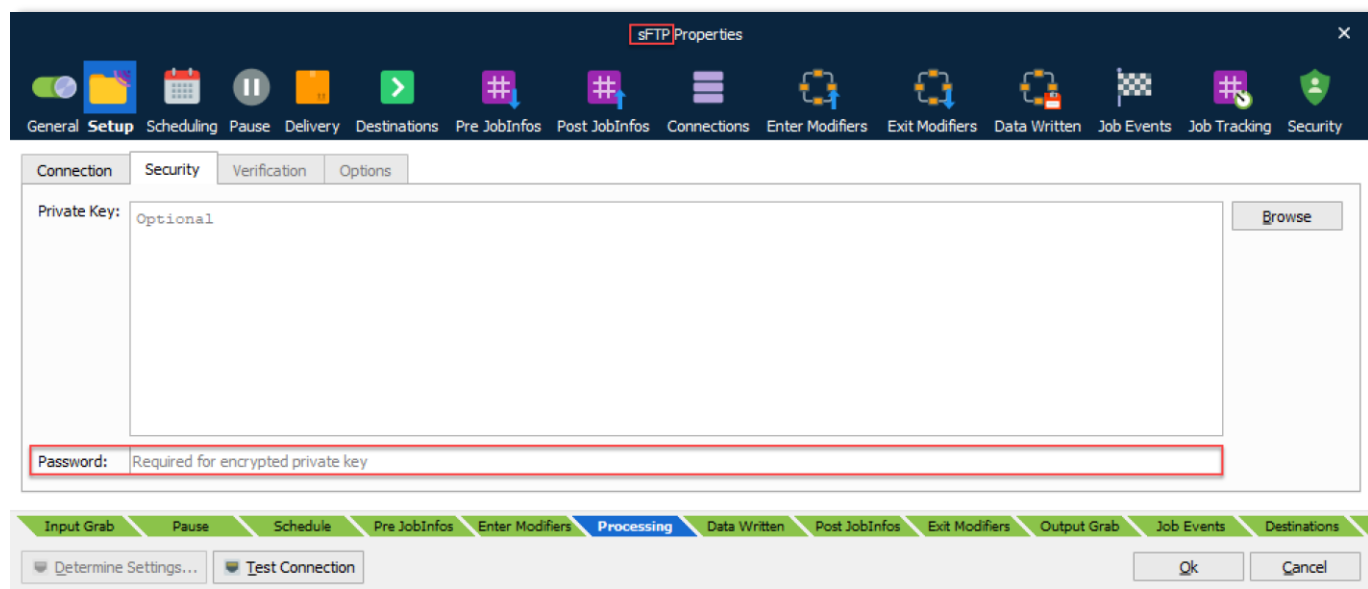 sFTP Properties
General Setup Scheduling Pause Delivery Destinations Pre JobInfos Post JobInfos Connections Enter Modifiers Exit Modifiers Data Written Job Events Job Tracking Security
Connection Security Verification Options
Private Key: Optional Browse
Password: Required for encrypted private key
Input Grab Pause Schedule Pre JobInfos Enter Modifiers Processing Data Written Post JobInfos Exit Modifiers Output Grab Job Events Destinations
Determine Settings... Test Connection Ok Cancel